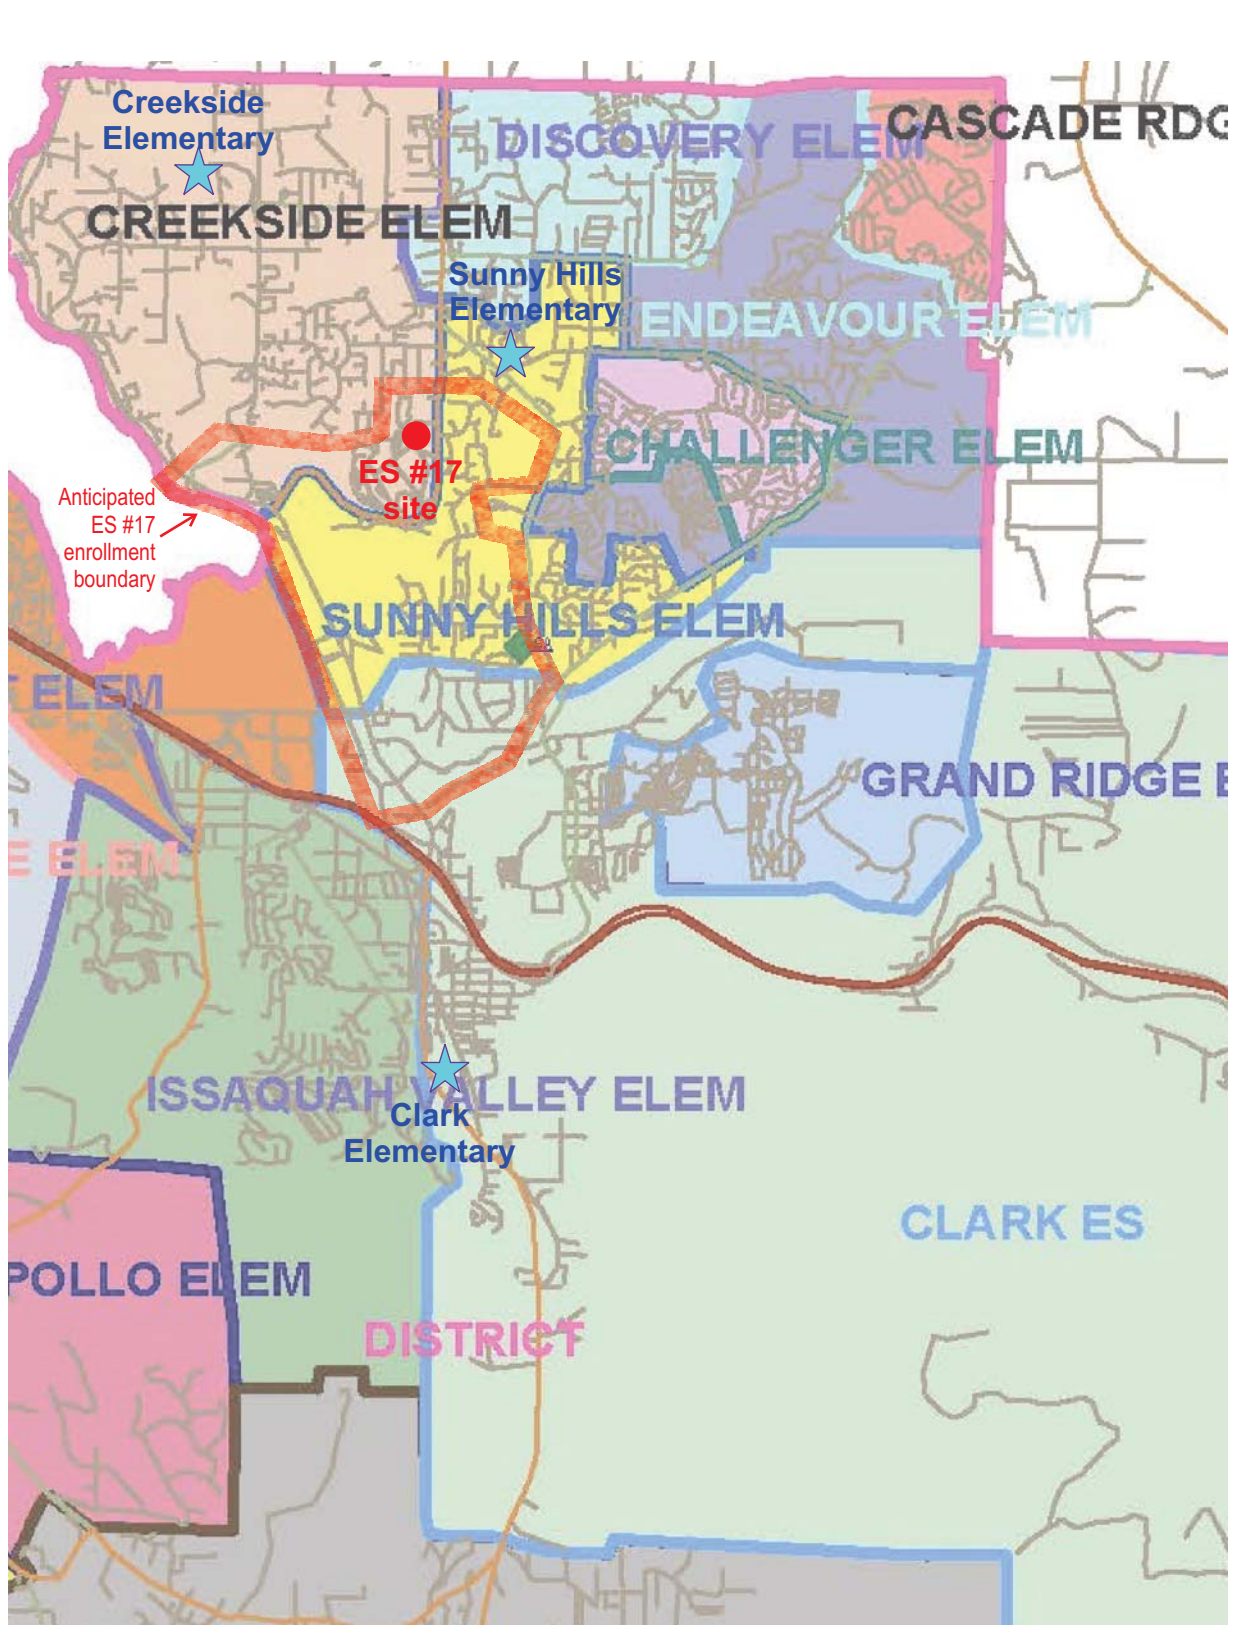 Creekside
Elementary
DISCOVERY ELEM
CASCADE RDG
CREEKSIDE ELEM
Sunny Hills
Elementary
ENDEAVOUR ELEM
CHALLENGER ELEM
ES #17
site
Anticipated
ES #17
enrollment
boundary
SUNNY HILLS ELEM
ELEM
GRAND RIDGE E
E ELEM
ISSAQUAH VALLEY ELEM
Clark
Elementary
CLARK ES
POLLO ELEM
DISTRICT